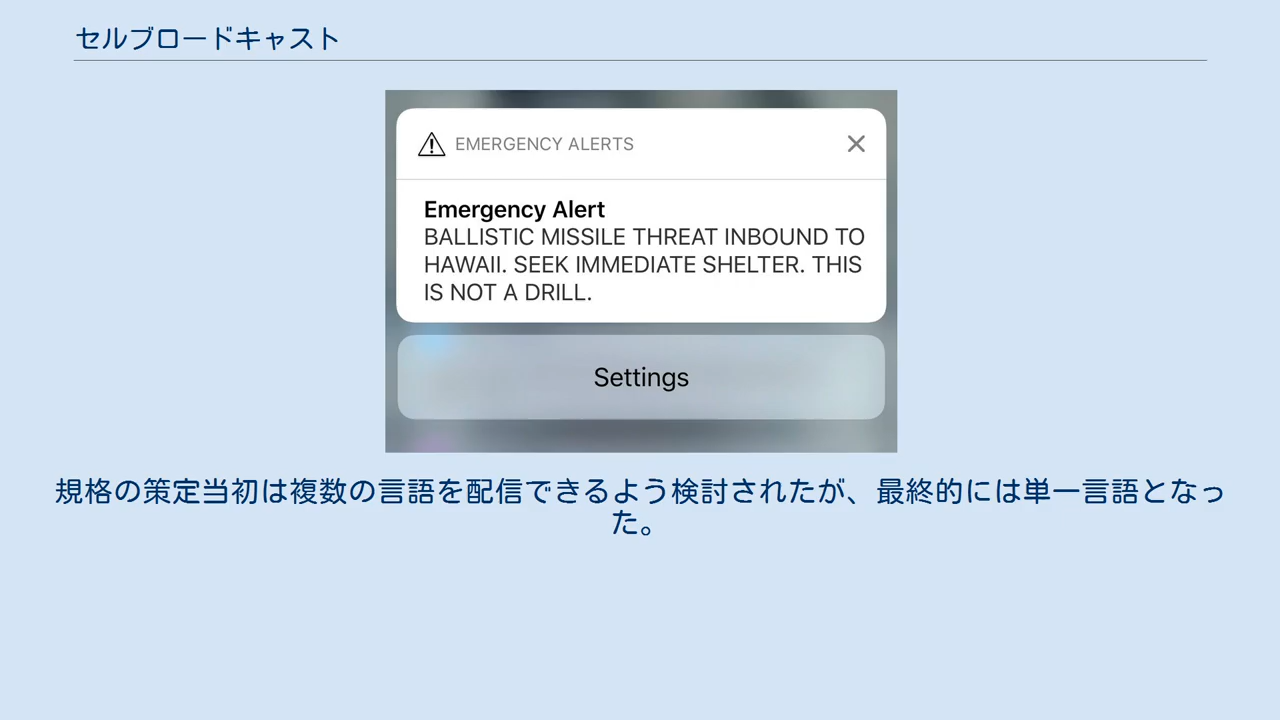 セルブロードキャスト
EMERGENCY ALERTS
Emergency Alert
BALLISTIC MISSILE THREAT INBOUND TO
HAWAII. SEEK IMMEDIATE SHELTER. THIS
IS NOT A DRILL.
Settings
規格の策定当初は複数の言語を配信できるよう検討されたが、最終的には単一言語となっ
た。